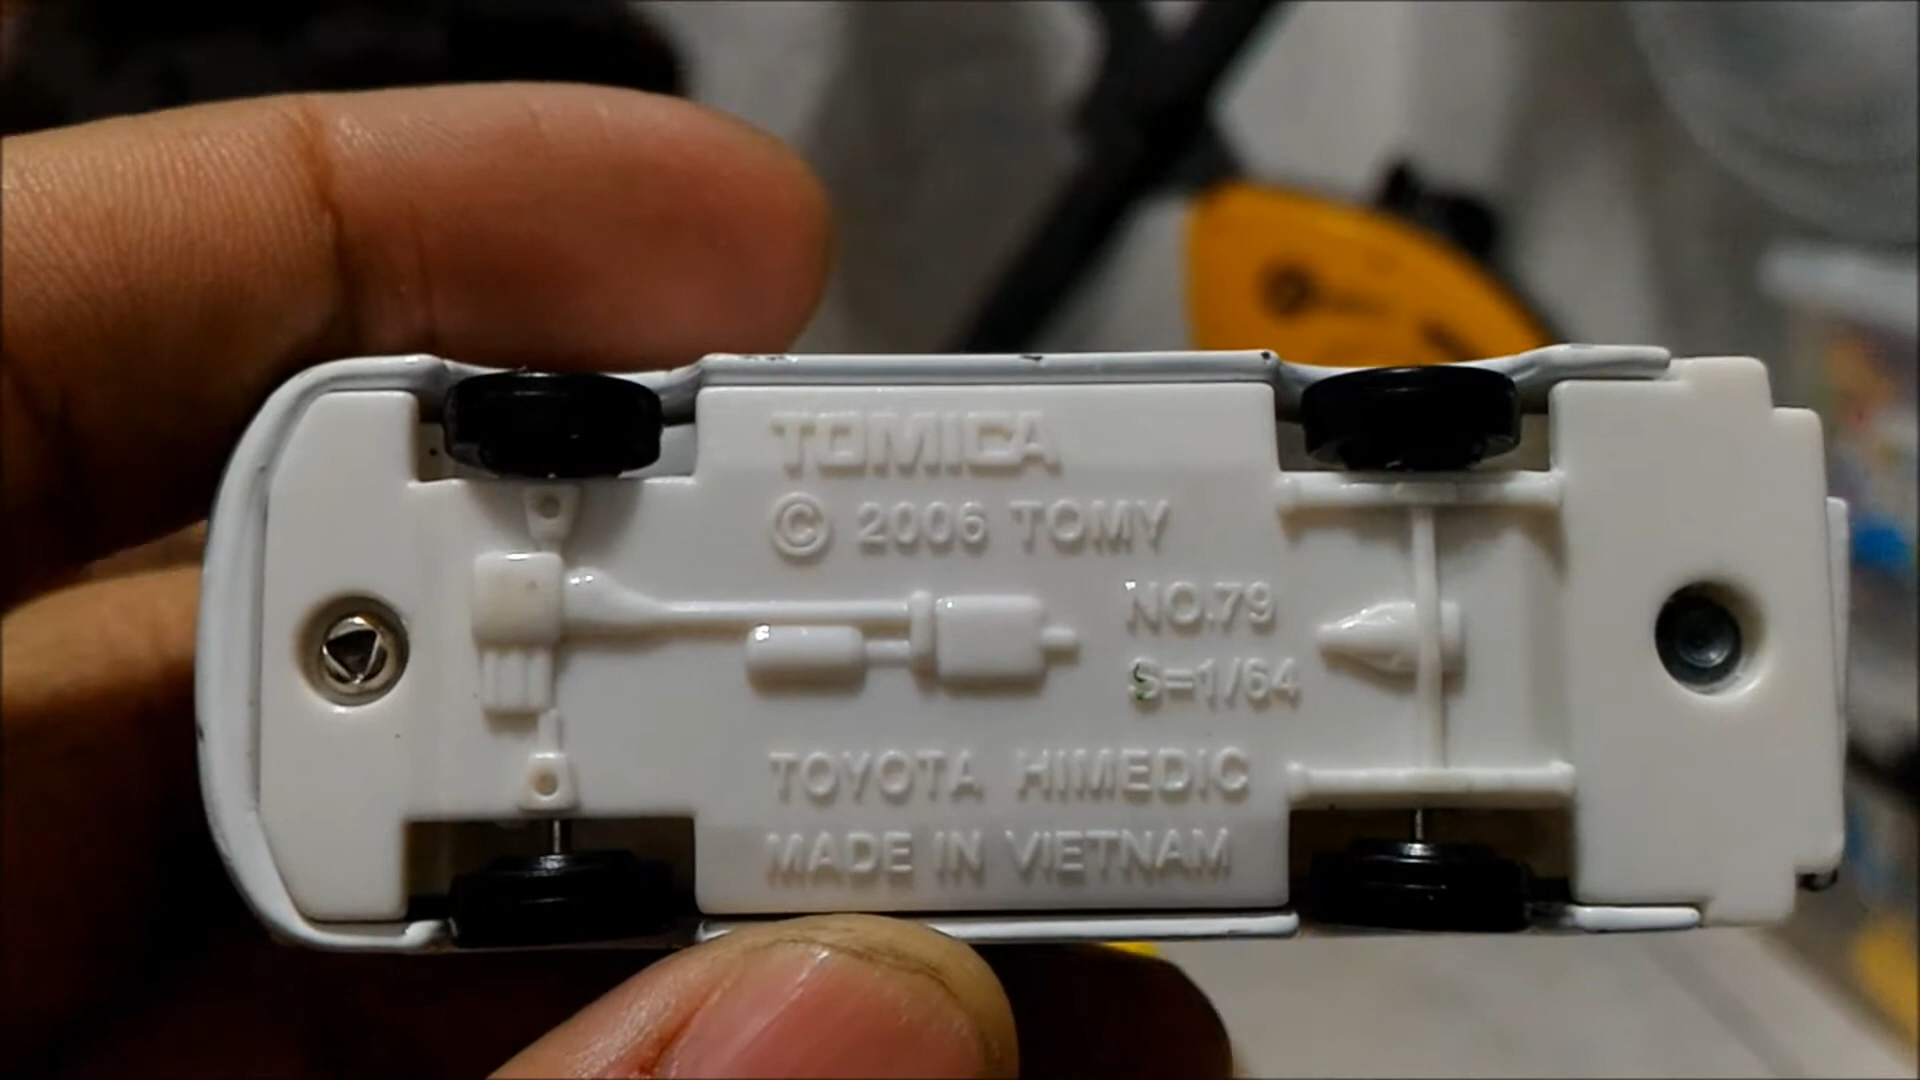 TOMICA
© 2006 TOMY
NO.79
S=1/64
TOYOTA HIMEDIC
MADE IN VIETNAM